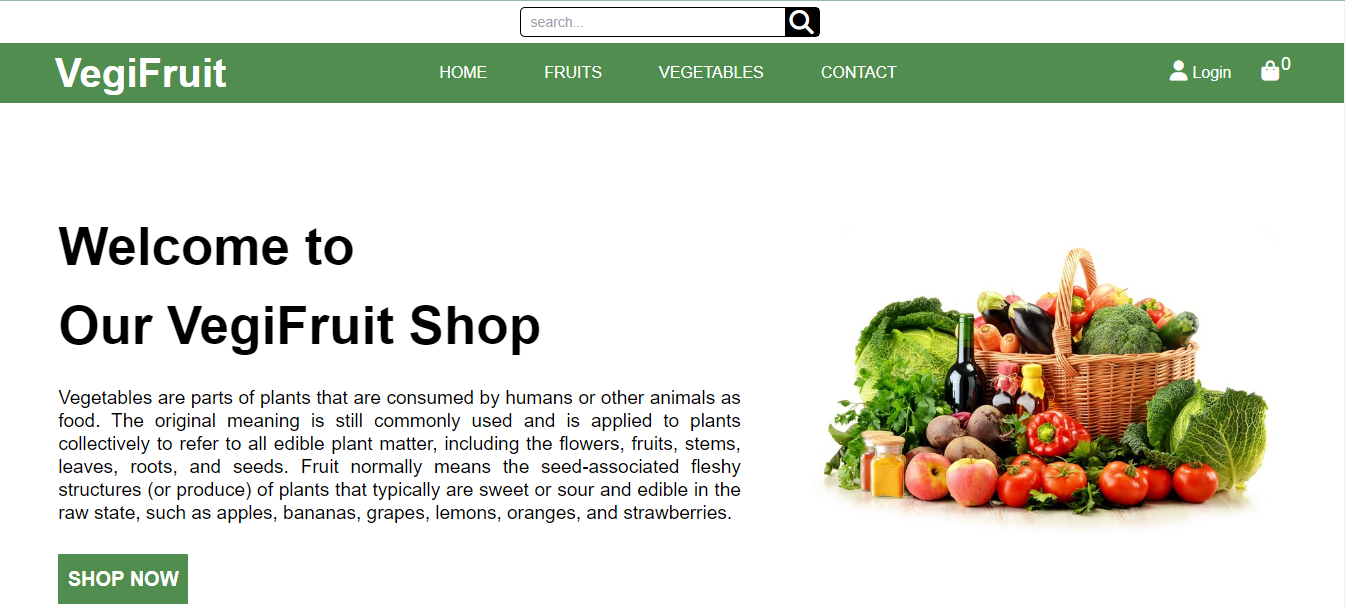 search...
VegiFruit
HOME
FRUITS
VEGETABLES
CONTACT
Login
0
Welcome to
Our VegiFruit Shop
Vegetables are parts of plants that are consumed by humans or other animals as
food. The original meaning is still commonly used and is applied to plants
collectively to refer to all edible plant matter, including the flowers, fruits, stems,
leaves, roots, and seeds. Fruit normally means the seed-associated fleshy
structures (or produce) of plants that typically are sweet or sour and edible in the
raw state, such as apples, bananas, grapes, lemons, oranges, and strawberries.
SHOP NOW